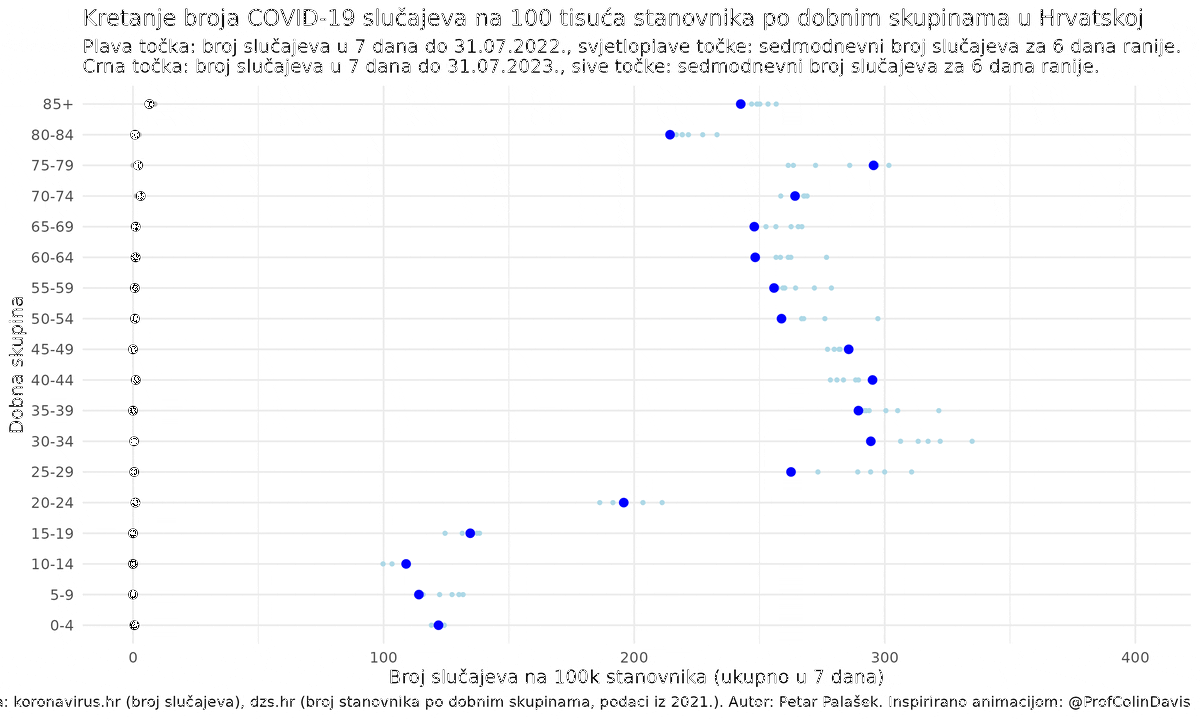 Kretanje broja COVID-19 slučajeva na 100 tisuća stanovnika po dobnim skupinama u Hrvatskoj
Plava točka: broj slučajeva u 7 dana do 31.07.2022., svjetloplave točke: sedmodnevni broj slučajeva za 6 dana ranije.
Crna točka: broj slučajeva u 7 dana do 31.07.2023., sive točke: sedmodnevni broj slučajeva za 6 dana ranije.
Dobna skupina
85+
80-84
75-79
70-74
65-69
60-64
55-59
50-54
45-49
40-44
35-39
30-34
25-29
20-24
15-19
10-14
5-9
0-4
0 100 200 300 400
Broj slučajeva na 100k stanovnika (ukupno u 7 dana)
a: koronavirus.hr (broj slučajeva), dzs.hr (broj stanovnika po dobnim skupinama, podaci iz 2021.). Autor: Petar Palašek. Inspirirano animacijom: @ProfColinDavis